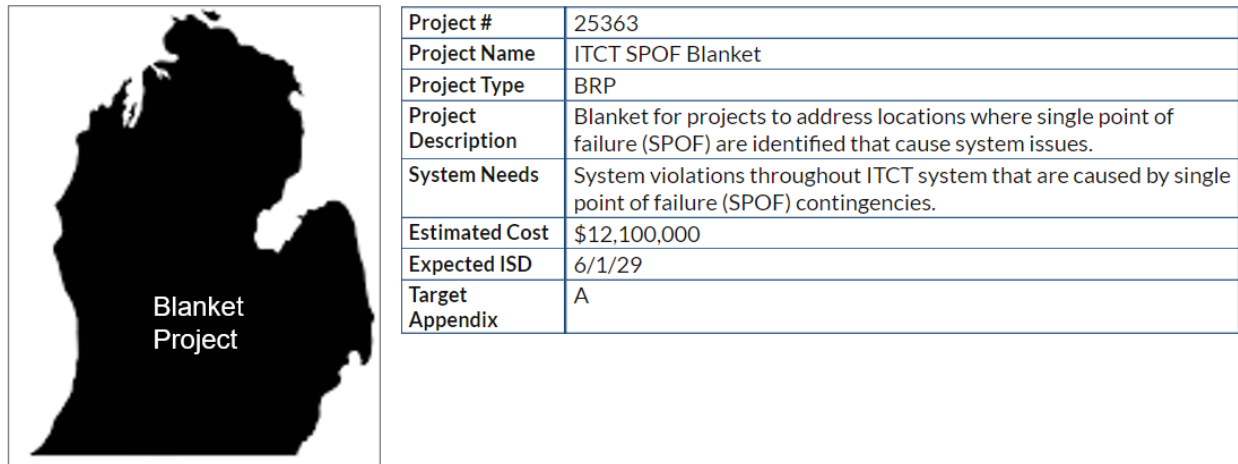 Blanket
Project
Project # 25363
Project Name ITCT SPOF Blanket
Project Type BRP
Project Description Blanket for projects to address locations where single point of
failure (SPOF) are identified that cause system issues.
System Needs System violations throughout ITCT system that are caused by single
point of failure (SPOF) contingencies.
Estimated Cost $12,100,000
Expected ISD 6/1/29
Target Appendix A